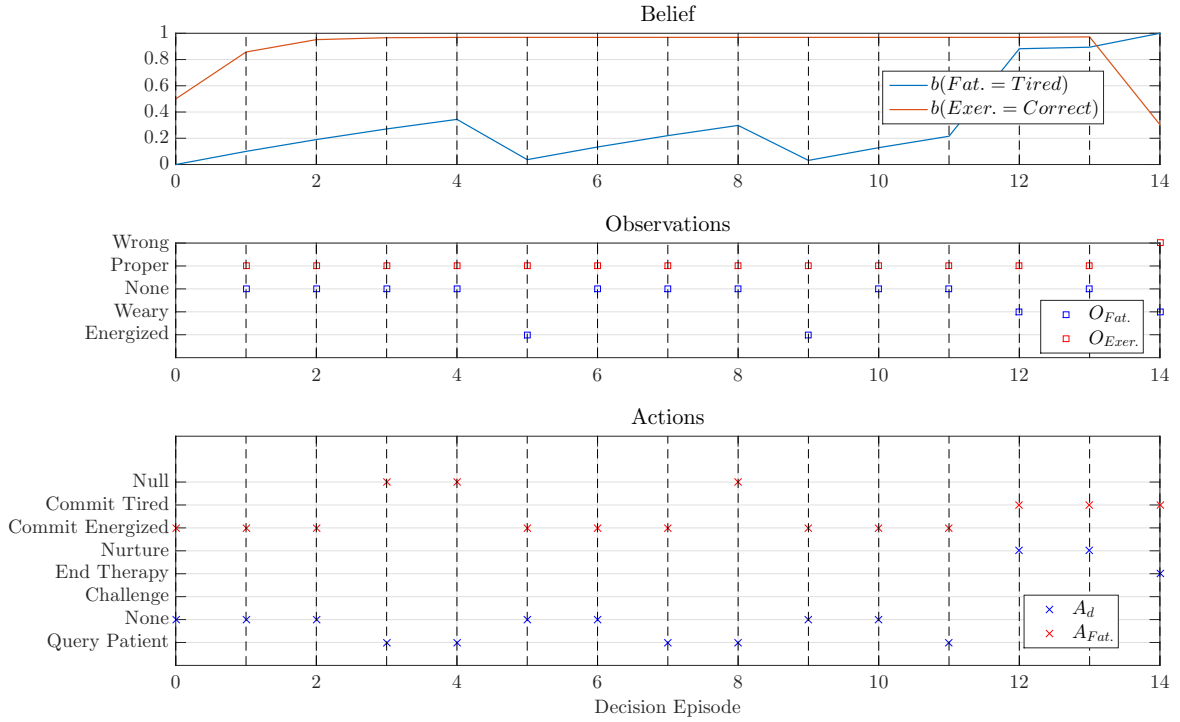 Belief
1
0.8
0.6
0.4
0.2
0
b(Fat. = Tired)
b(Exer. = Correct)
0 2 4 6 8 10 12 14
Observations
Wrong
Proper
None
Weary
Energized
O_Fat.
O_Exer.
0 2 4 6 8 10 12 14
Actions
Null
Commit Tired
Commit Energized
Nurture
End Therapy
Challenge
None
Query Patient
A_d
A_Fat.
0 2 4 6 8 10 12 14
Decision Episode